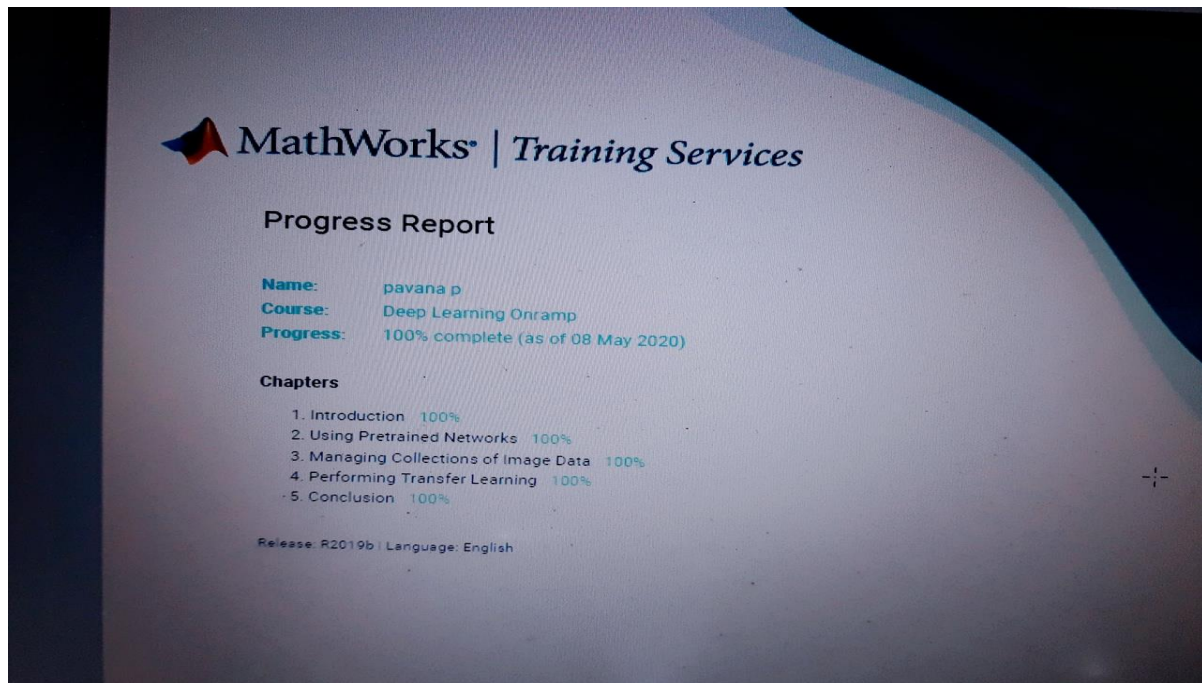 MathWorks® | Training Services
Progress Report
Name: pavana p
Course: Deep Learning Onramp
Progress: 100% complete (as of 08 May 2020)
Chapters
1. Introduction 100%
2. Using Pretrained Networks 100%
3. Managing Collections of Image Data 100%
4. Performing Transfer Learning 100%
5. Conclusion 100%
Release: R2019b | Language: English